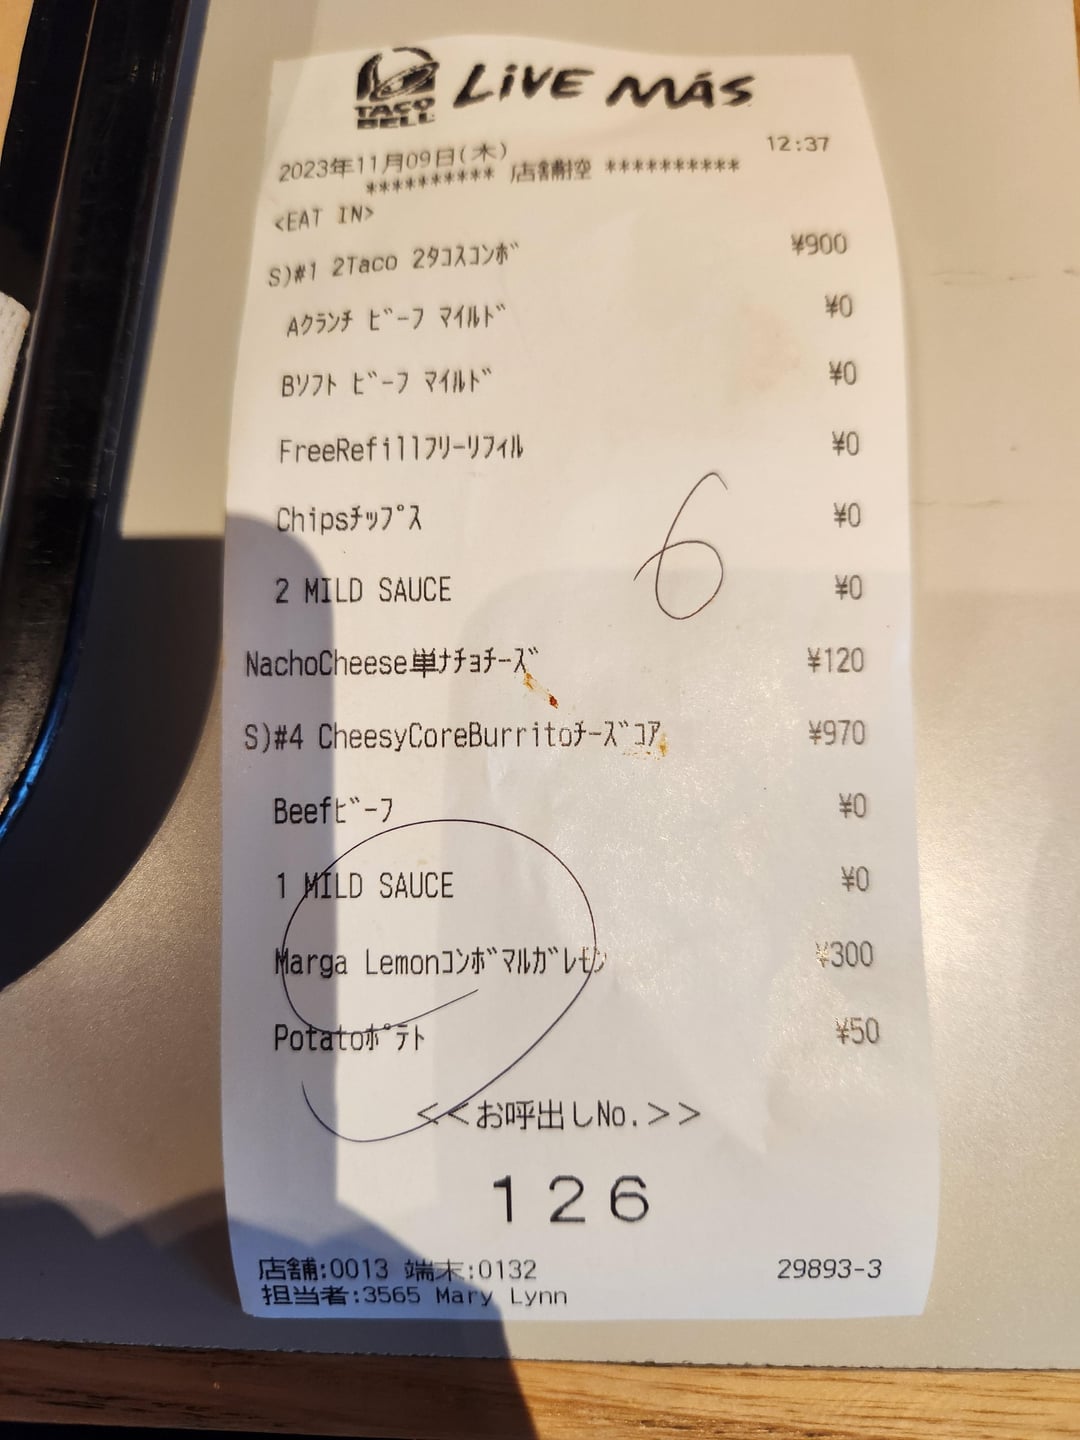 TACO BELL LIVE MÁS
2023年11月09日(木) 12:37
********** 店舗控 **********
<EAT IN>
S)#1 2Taco 2ﾀｺｽｺﾝﾎﾞ ¥900
Aｸﾗﾝﾁ ﾋﾞｰﾌ ﾏｲﾙﾄﾞ ¥0
Bｿﾌﾄ ﾋﾞｰﾌ ﾏｲﾙﾄﾞ ¥0
FreeRefillﾌﾘｰﾘﾌｨﾙ ¥0
Chipsﾁｯﾌﾟｽ ¥0
6
2 MILD SAUCE ¥0
NachoCheese単ﾅﾁｮﾁｰｽﾞ ¥120
S)#4 CheesyCoreBurritoﾁｰｽﾞｺｱ ¥970
Beefﾋﾞｰﾌ ¥0
1 MILD SAUCE ¥0
Marga Lemonｺﾝﾎﾞﾏﾙｶﾞﾚﾓﾝ ¥300
Potatoﾎﾟﾃﾄ ¥50
<<お呼出しNo.>>
126
店舗:0013 端末:0132 29893-3
担当者:3565 Mary Lynn